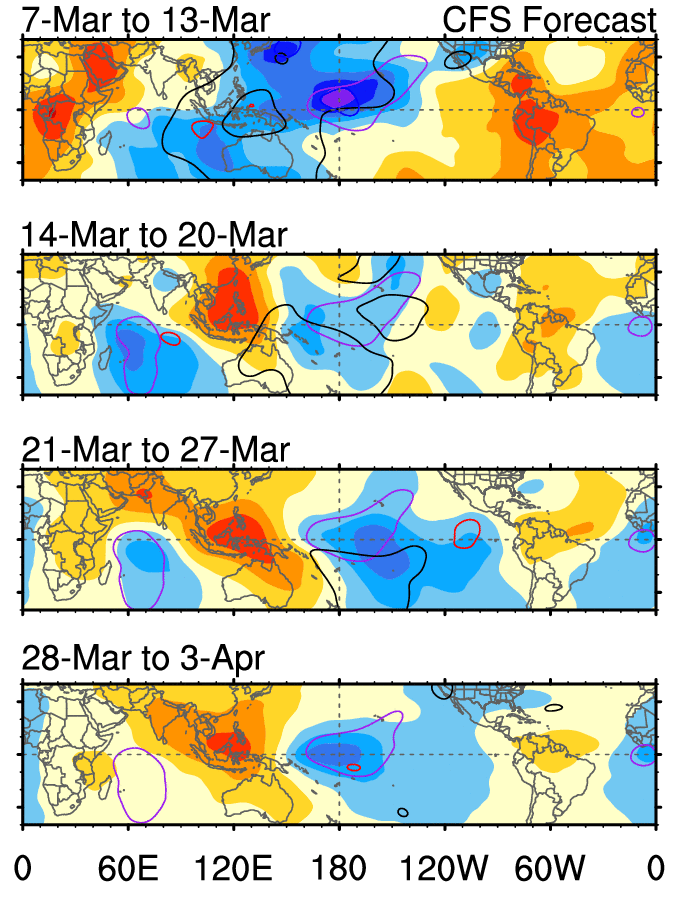 7-Mar to 13-Mar CFS Forecast
14-Mar to 20-Mar
21-Mar to 27-Mar
28-Mar to 3-Apr
0 60E 120E 180 120W 60W 0